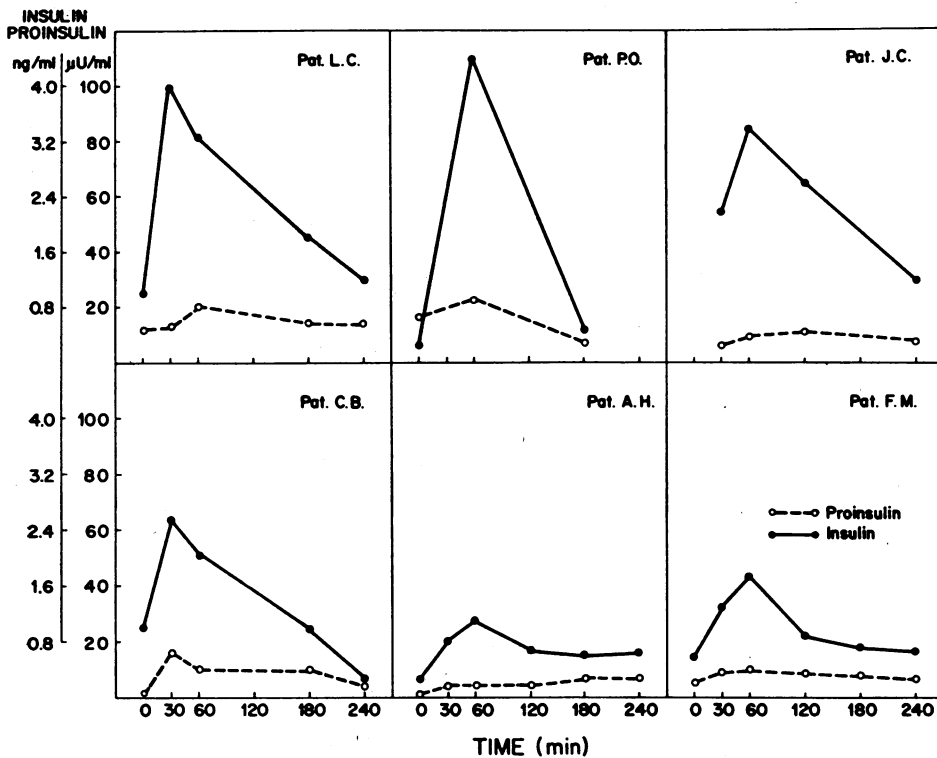 INSULIN
PROINSULIN
ng/ml μU/ml
Pat. L.C. Pat. P.O. Pat. J.C.
4.0 100
3.2 80
2.4 60
1.6 40
0.8 20
Pat. C.B. Pat. A.H. Pat. F.M.
4.0 100
3.2 80
2.4 60
1.6 40
0.8 20
Proinsulin
Insulin
0 30 60 120 180 240 0 30 60 120 180 240 0 30 60 120 180 240
TIME (min)